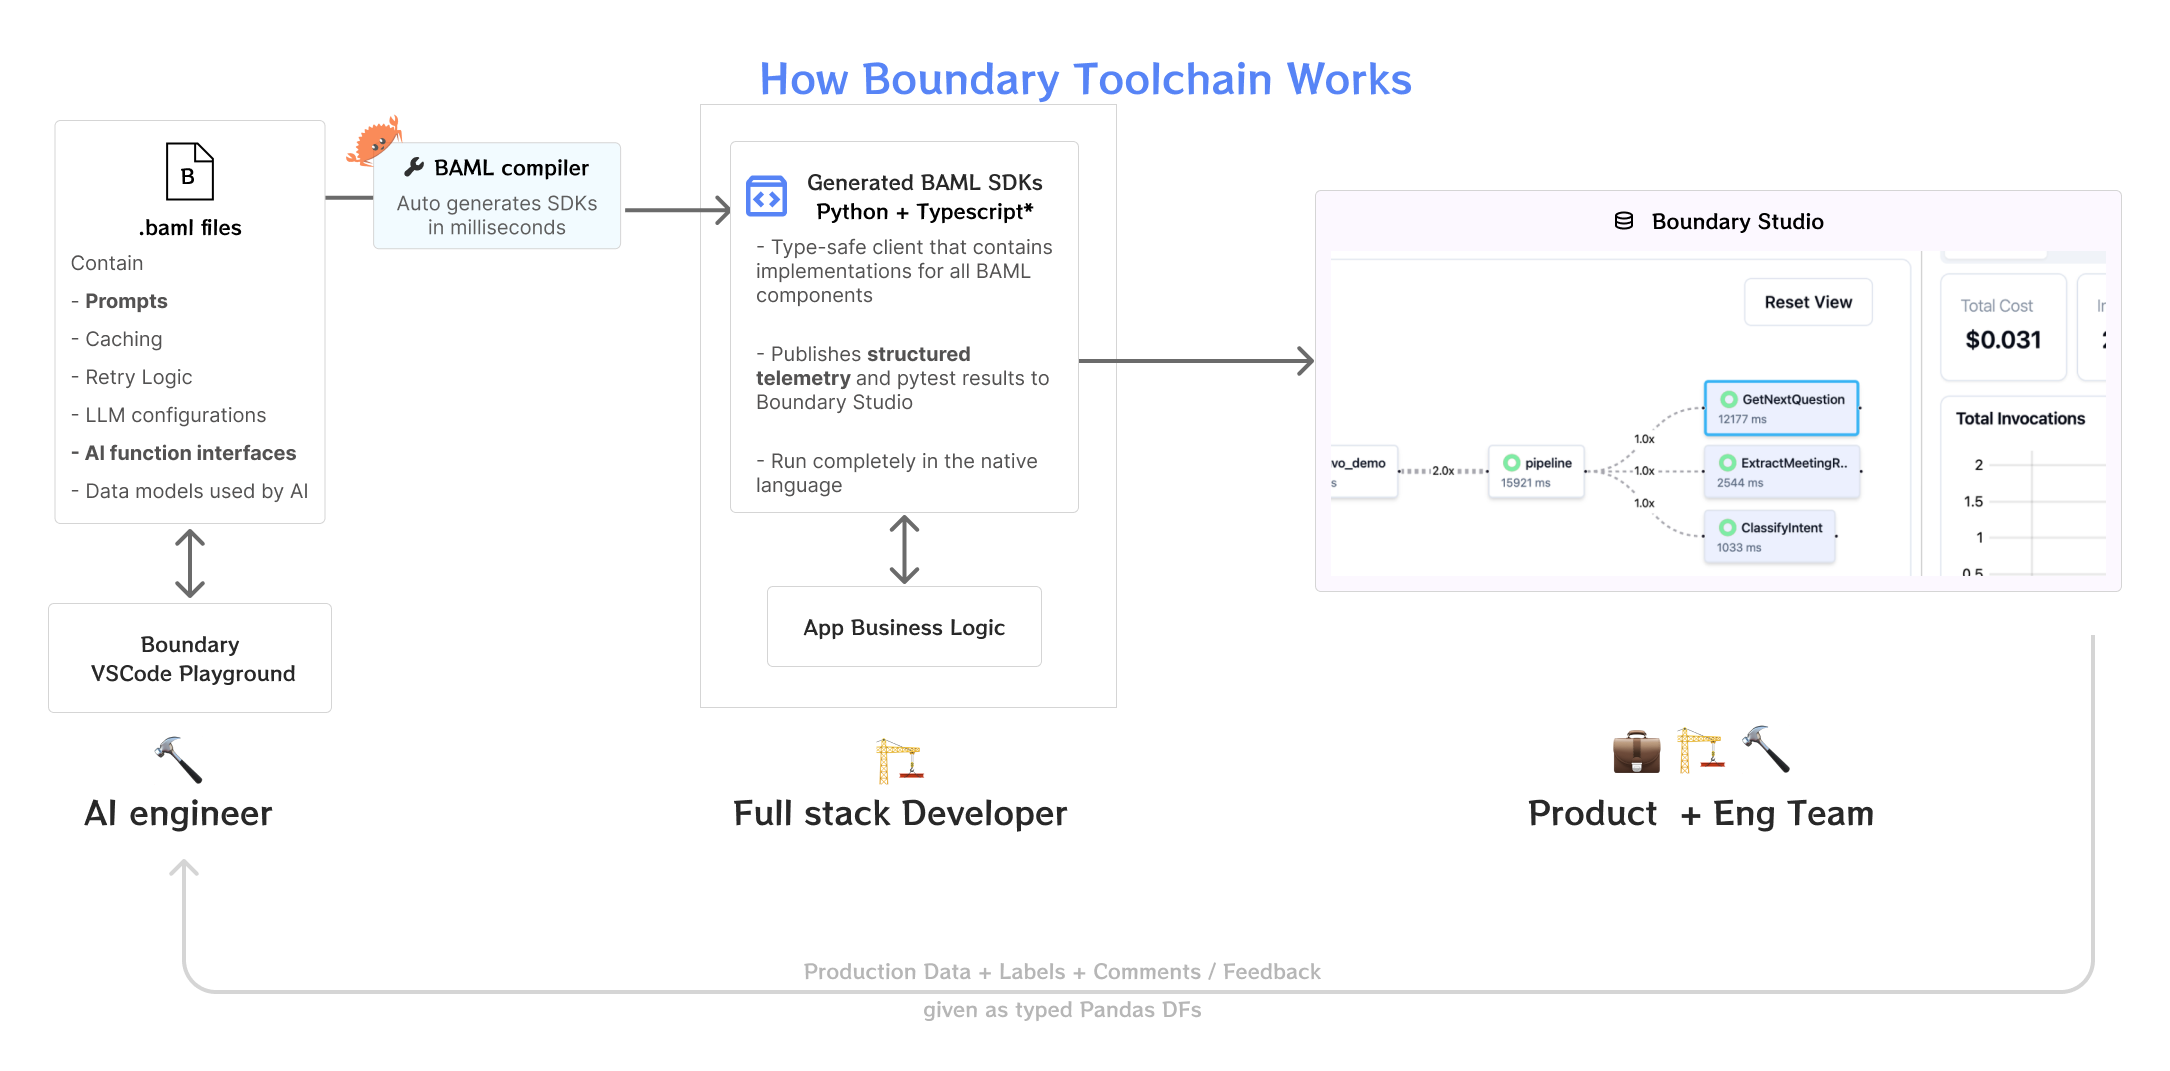 How Boundary Toolchain Works
B
.baml files
Contain
- Prompts
- Caching
- Retry Logic
- LLM configurations
- AI function interfaces
- Data models used by AI
Boundary
VSCode Playground
AI engineer
BAML compiler
Auto generates SDKs
in milliseconds
Generated BAML SDKs
Python + Typescript*
- Type-safe client that contains
implementations for all BAML
components
- Publishes structured
telemetry and pytest results to
Boundary Studio
- Run completely in the native
language
App Business Logic
Full stack Developer
Boundary Studio
Reset View
vo_demo
s
2.0x
pipeline
15921 ms
1.0x
1.0x
1.0x
GetNextQuestion
12177 ms
ExtractMeetingR..
2544 ms
ClassifyIntent
1033 ms
Total Cost
$0.031
Total Invocations
2
1.5
1
0.5
Product + Eng Team
Production Data + Labels + Comments / Feedback
given as typed Pandas DFs